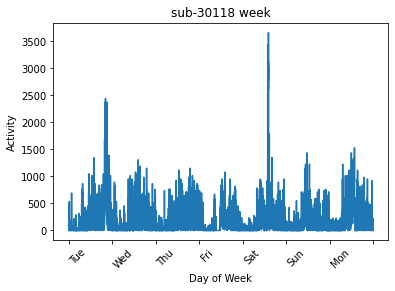 sub-30118 week
3500
3000
2500
2000
1500
1000
500
0
Activity
Tue
Wed
Thu
Fri
Sat
Sun
Mon
Day of Week